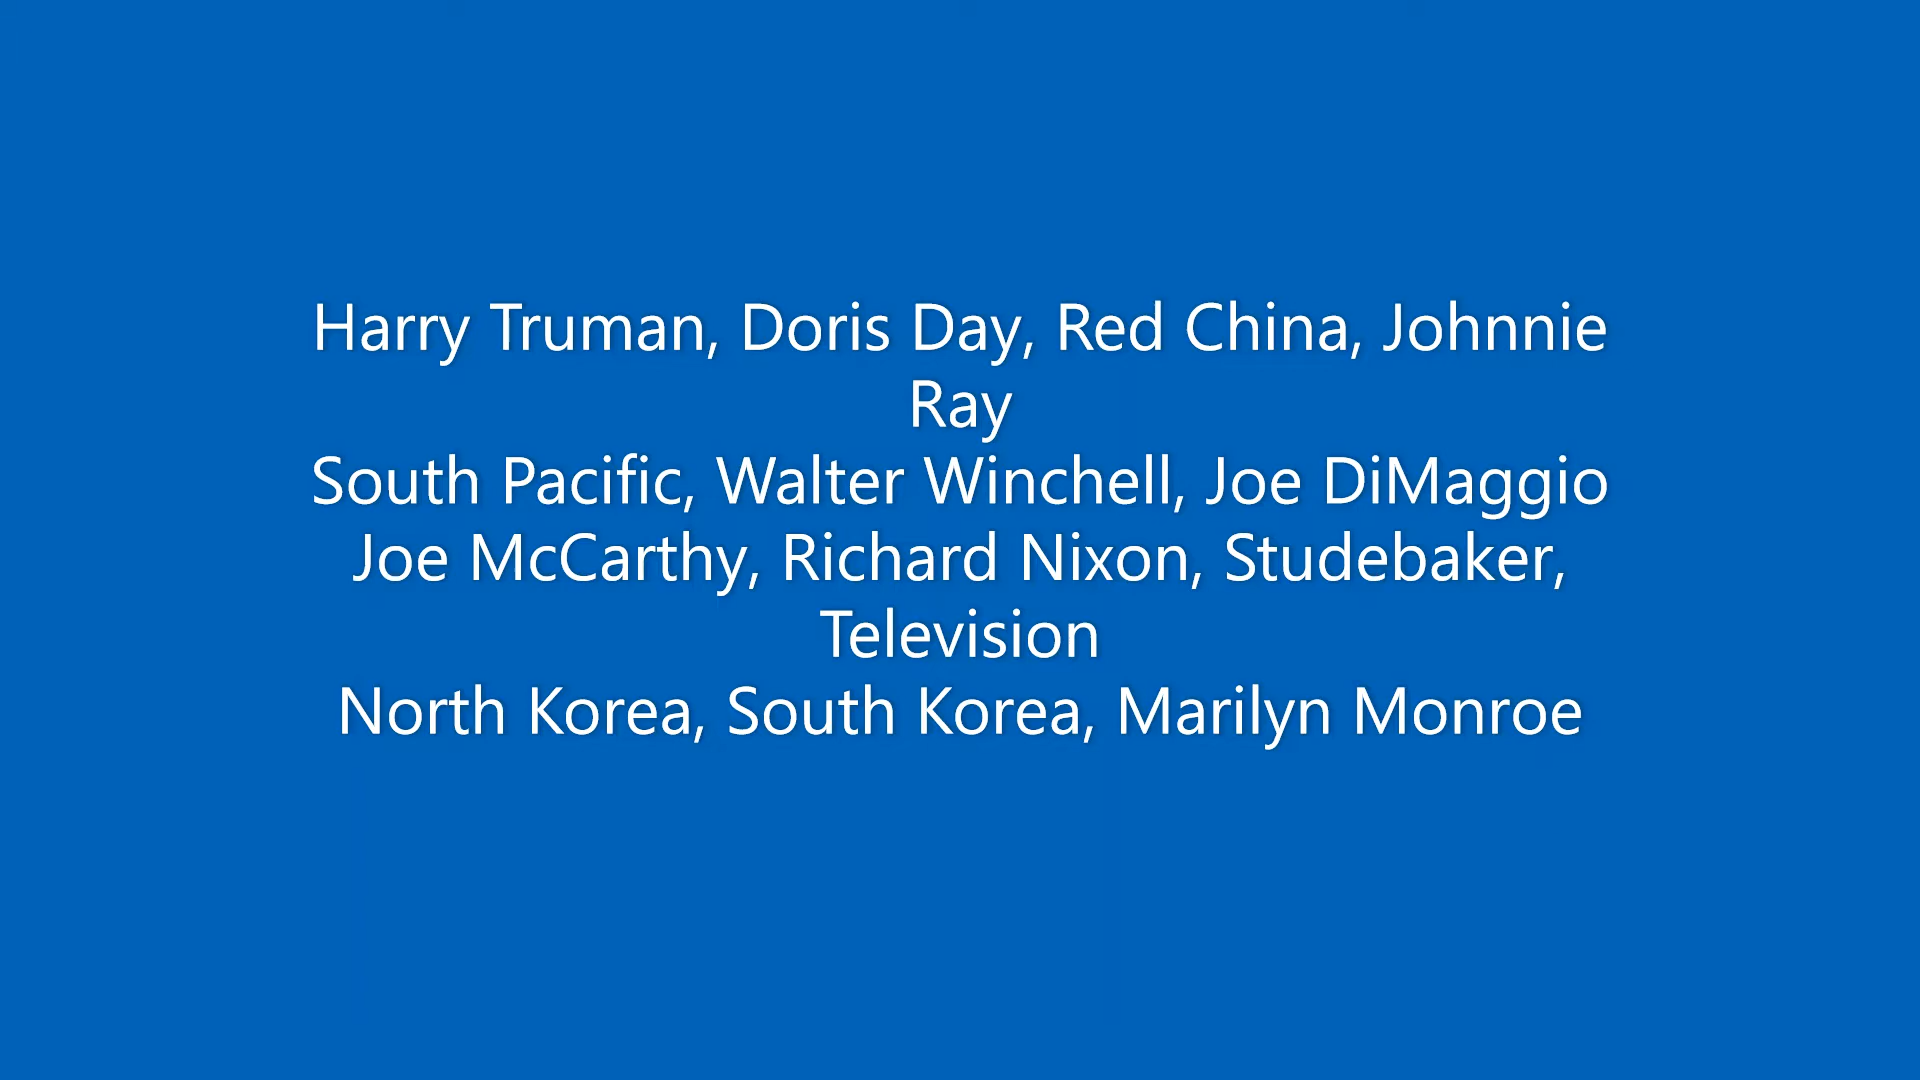 Harry Truman, Doris Day, Red China, Johnnie
Ray
South Pacific, Walter Winchell, Joe DiMaggio
Joe McCarthy, Richard Nixon, Studebaker,
Television
North Korea, South Korea, Marilyn Monroe